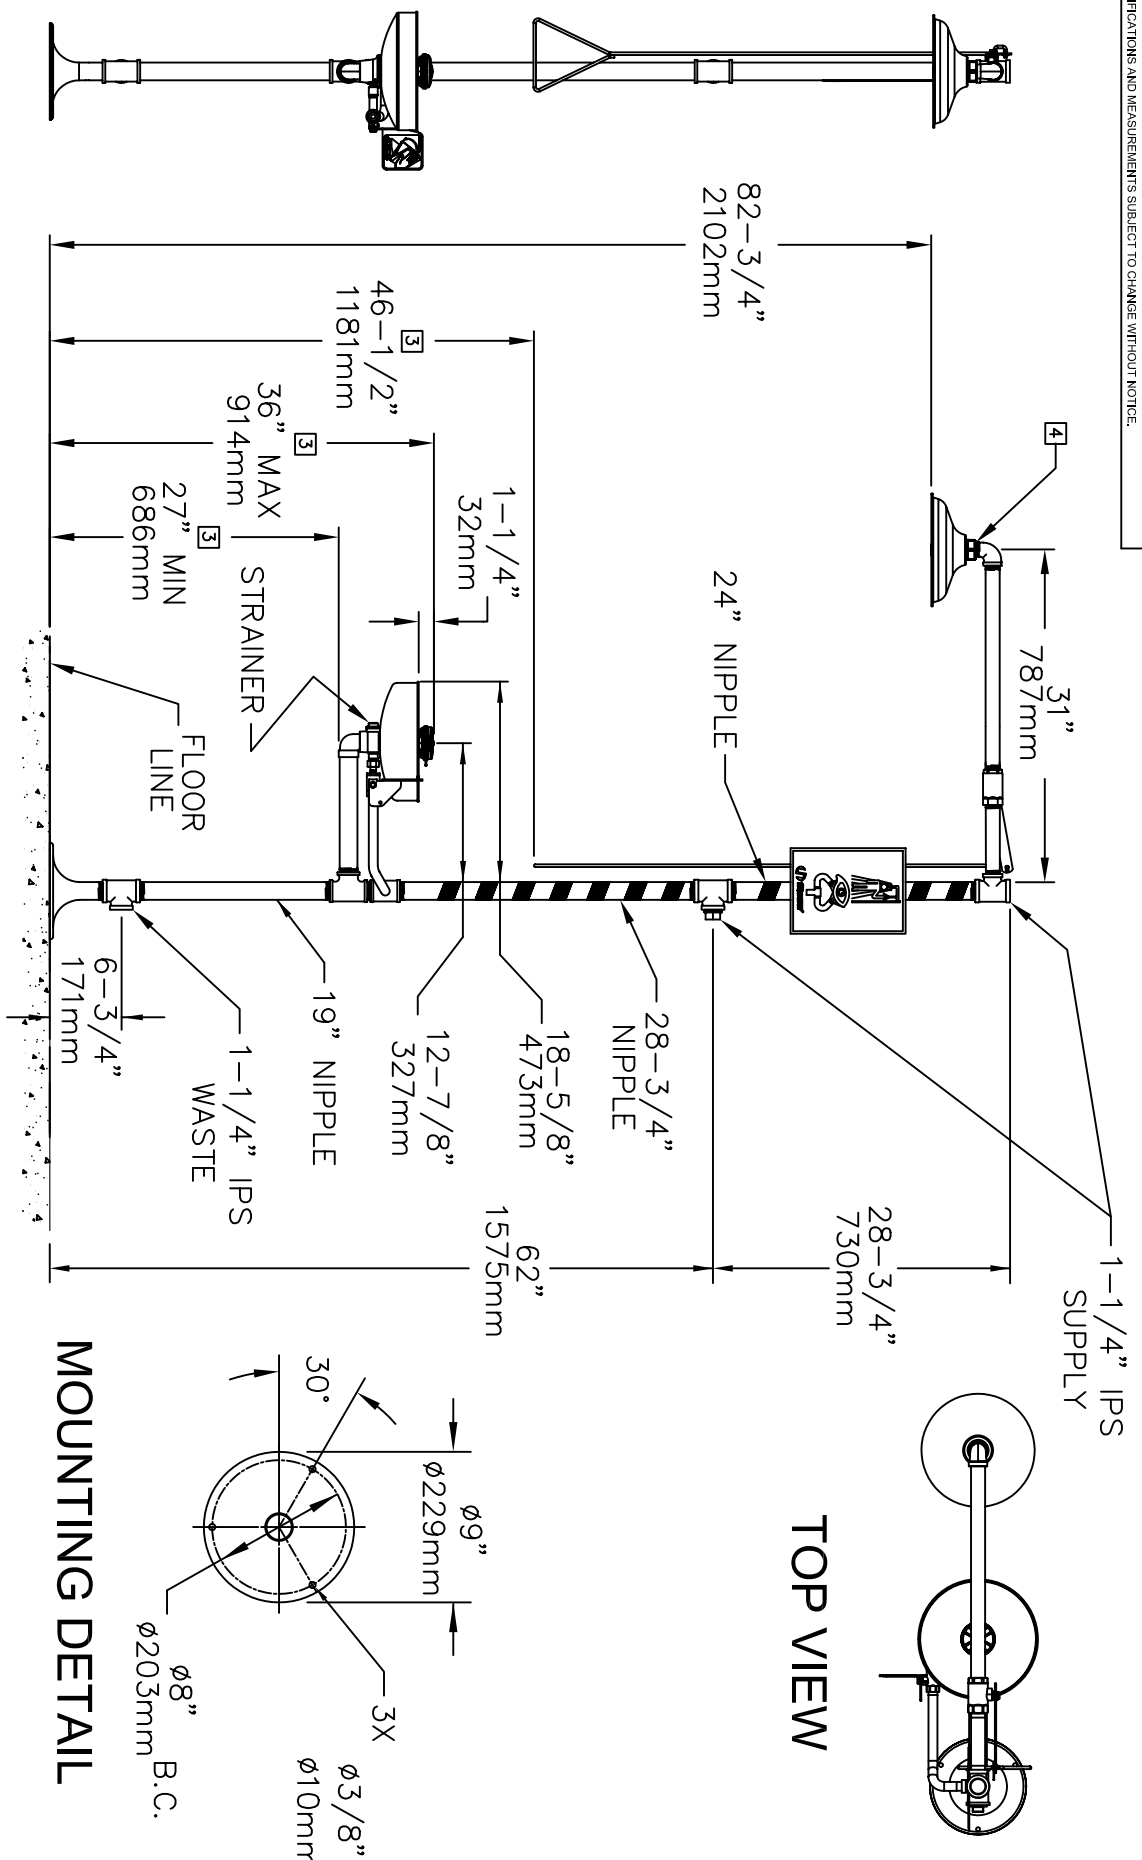 IFICATIONS AND MEASUREMENTS SUBJECT TO CHANGE WITHOUT NOTICE.
4
31”
787mm
1-1/4” IPS
SUPPLY
TOP VIEW
82-3/4”
2102mm
24” NIPPLE
28-3/4”
730mm
3
46-1/2”
1181mm
1-1/4”
32mm
28-3/4”
NIPPLE
3
36” MAX
914mm
18-5/8”
473mm
62”
1575mm
3
27” MIN
686mm
STRAINER
12-7/8”
327mm
19” NIPPLE
FLOOR
LINE
1-1/4” IPS
WASTE
6-3/4”
171mm
ø9”
ø229mm
30°
3X
ø3/8”
ø10mm
ø8”
ø203mm B.C.
MOUNTING DETAIL